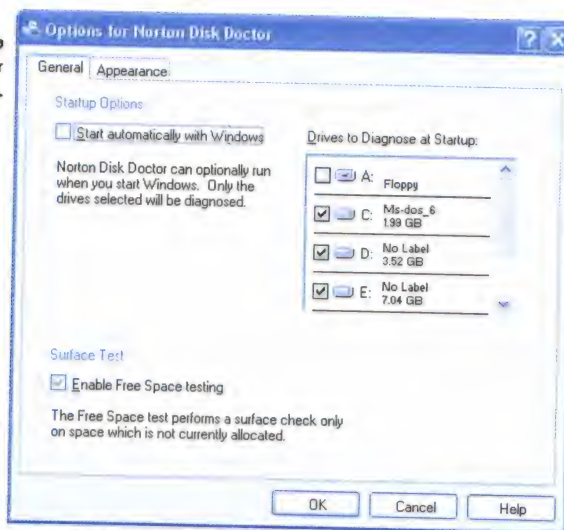 Options for Norton Disk Doctor
General
Appearance
Startup Options
Start automatically with Windows
Norton Disk Doctor can optionally run
when you start Windows. Only the
drives selected will be diagnosed.
Drives to Diagnose at Startup:
A:
Floppy
C:
Ms-dos_6
1.99 GB
D:
No Label
3.52 GB
E:
No Label
7.04 GB
Surface Test
Enable Free Space testing
The Free Space test performs a surface check only
on space which is not currently allocated.
OK
Cancel
Help